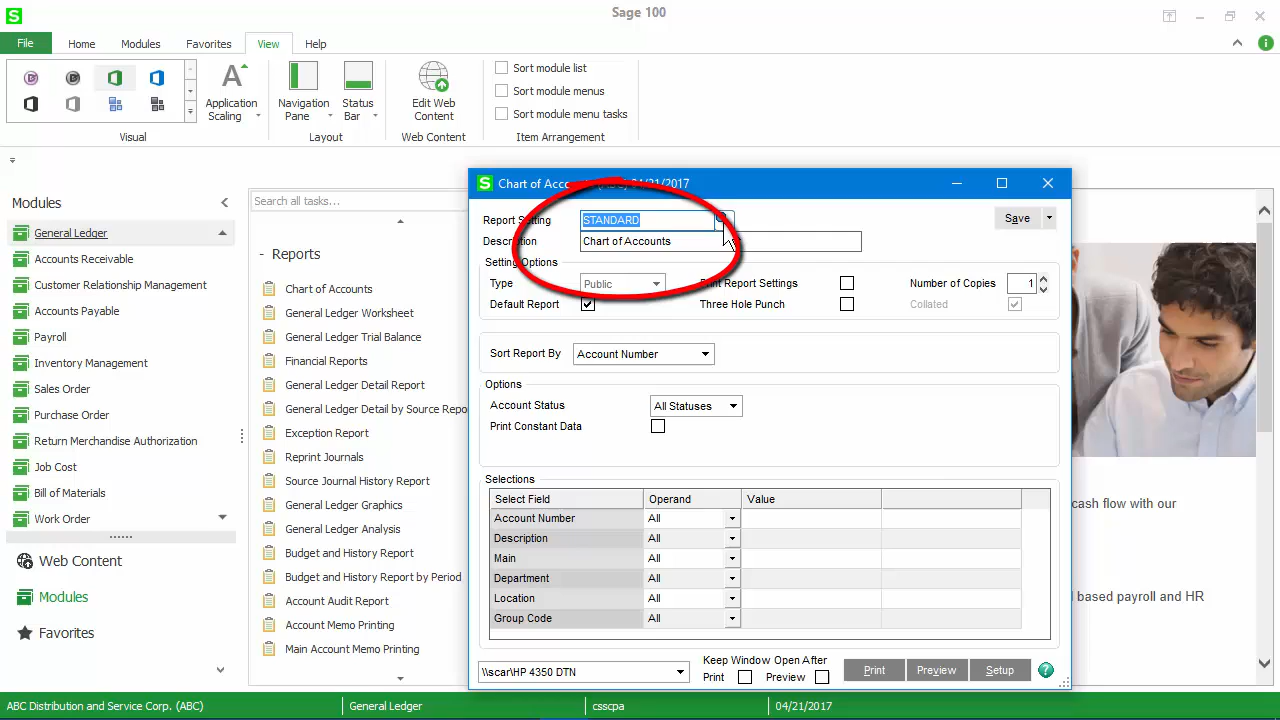 S
Sage 100
File
Home
Modules
Favorites
View
Help
i
Application
Scaling
Visual
Navigation
Pane
Status
Bar
Layout
Edit Web
Content
Web Content
Sort module list
Sort module menus
Sort module menu tasks
Item Arrangement
Modules
General Ledger
Accounts Receivable
Customer Relationship Management
Accounts Payable
Payroll
Inventory Management
Sales Order
Purchase Order
Return Merchandise Authorization
Job Cost
Bill of Materials
Work Order
Web Content
Modules
Favorites
Search all tasks...
Reports
Chart of Accounts
General Ledger Worksheet
General Ledger Trial Balance
Financial Reports
General Ledger Detail Report
General Ledger Detail by Source Repo
Exception Report
Reprint Journals
Source Journal History Report
General Ledger Graphics
General Ledger Analysis
Budget and History Report
Budget and History Report by Period
Account Audit Report
Account Memo Printing
Main Account Memo Printing
S
Chart of 04/21/2017
Report Setting STANDARD
Save
Description Chart of Accounts
Setting Options
Type Public
Report Settings
Number of Copies 1
Default Report
Three Hole Punch
Collated
Sort Report By Account Number
Options
Account Status All Statuses
Print Constant Data
Selections
Select Field Operand Value
Account Number All
Description All
Main All
Department All
Location All
Group Code All
\\scar\HP 4350 DTN
Keep Window Open After
Print Preview
Print
Preview
Setup
?
cash flow with our
based payroll and HR
ABC Distribution and Service Corp. (ABC)
General Ledger
csscpa
04/21/2017